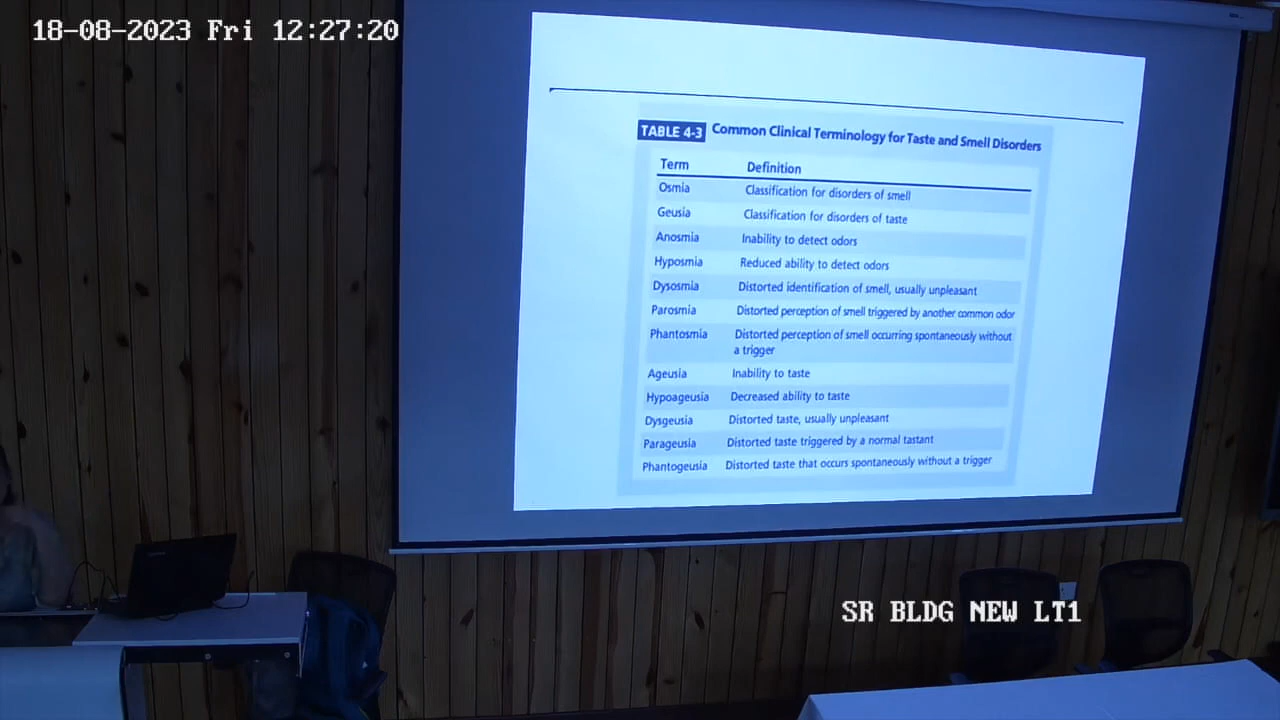 18-08-2023 Fri 12:27:20
TABLE 4-3 Common Clinical Terminology for Taste and Smell Disorders
Term Definition
Osmia Classification for disorders of smell
Geusia Classification for disorders of taste
Anosmia Inability to detect odors
Hyposmia Reduced ability to detect odors
Dysosmia Distorted identification of smell, usually unpleasant
Parosmia Distorted perception of smell triggered by another common odor
Phantosmia Distorted perception of smell occurring spontaneously without
a trigger
Ageusia Inability to taste
Hypoageusia Decreased ability to taste
Dysgeusia Distorted taste, usually unpleasant
Parageusia Distorted taste triggered by a normal tastant
Phantogeusia Distorted taste that occurs spontaneously without a trigger
SR BLDG NEW LT1